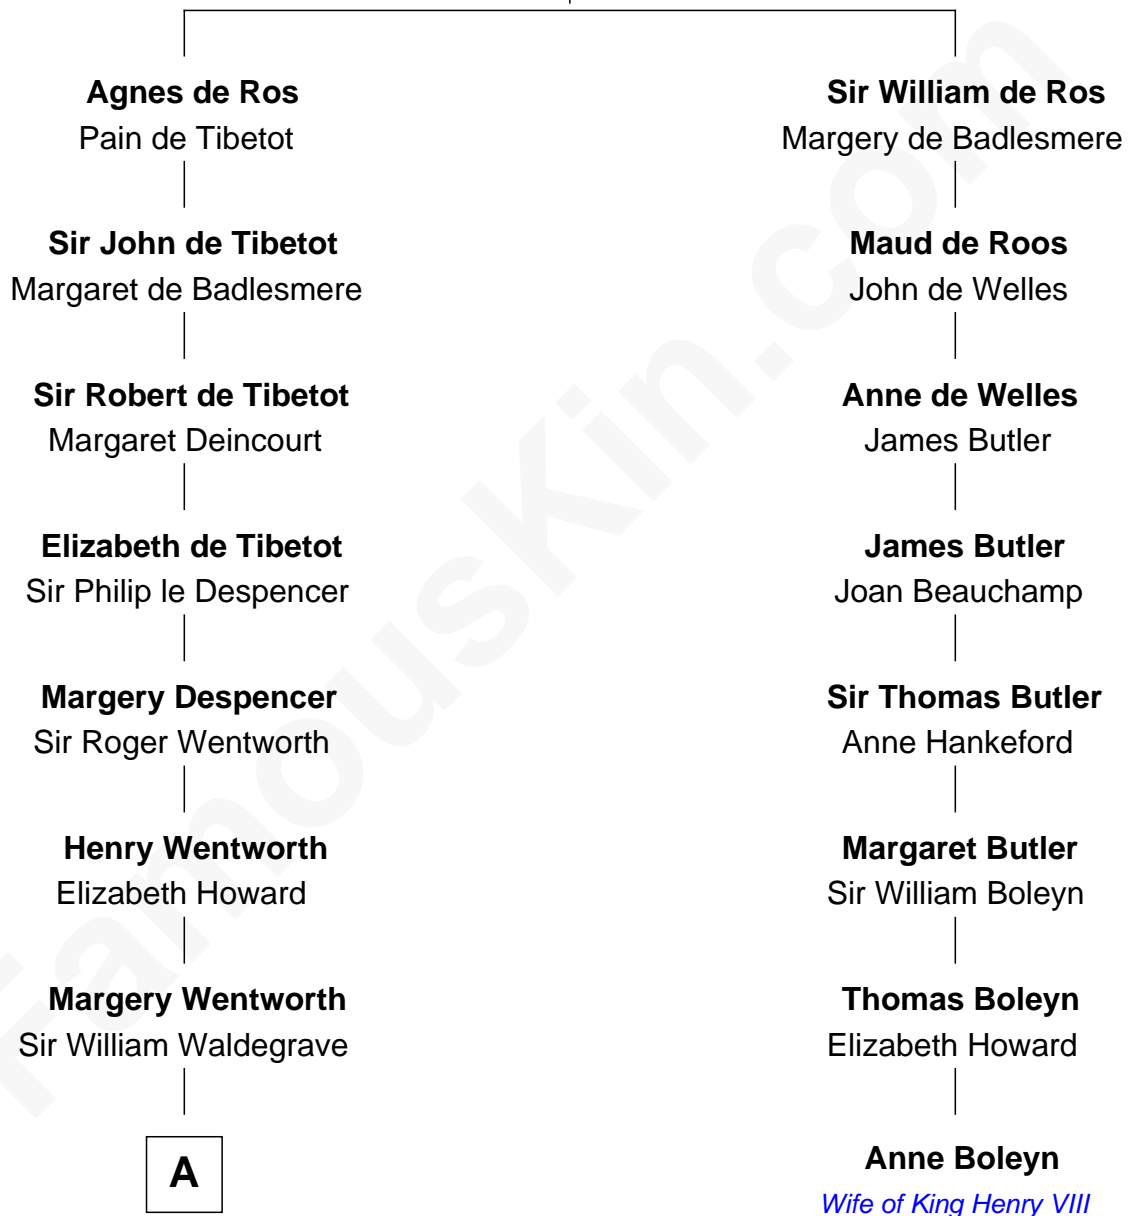 Agnes de Ros
Pain de Tibetot
Sir John de Tibetot
Margaret de Badlesmere
Sir Robert de Tibetot
Margaret Deincourt
Elizabeth de Tibetot
Sir Philip le Despencer
Margery Despencer
Sir Roger Wentworth
Henry Wentworth
Elizabeth Howard
Margery Wentworth
Sir William Waldegrave
A
Sir William de Ros
Margery de Badlesmere
Maud de Roos
John de Welles
Anne de Welles
James Butler
James Butler
Joan Beauchamp
Sir Thomas Butler
Anne Hankeford
Margaret Butler
Sir William Boleyn
Thomas Boleyn
Elizabeth Howard
Anne Boleyn
Wife of King Henry VIII
FamousKin.com